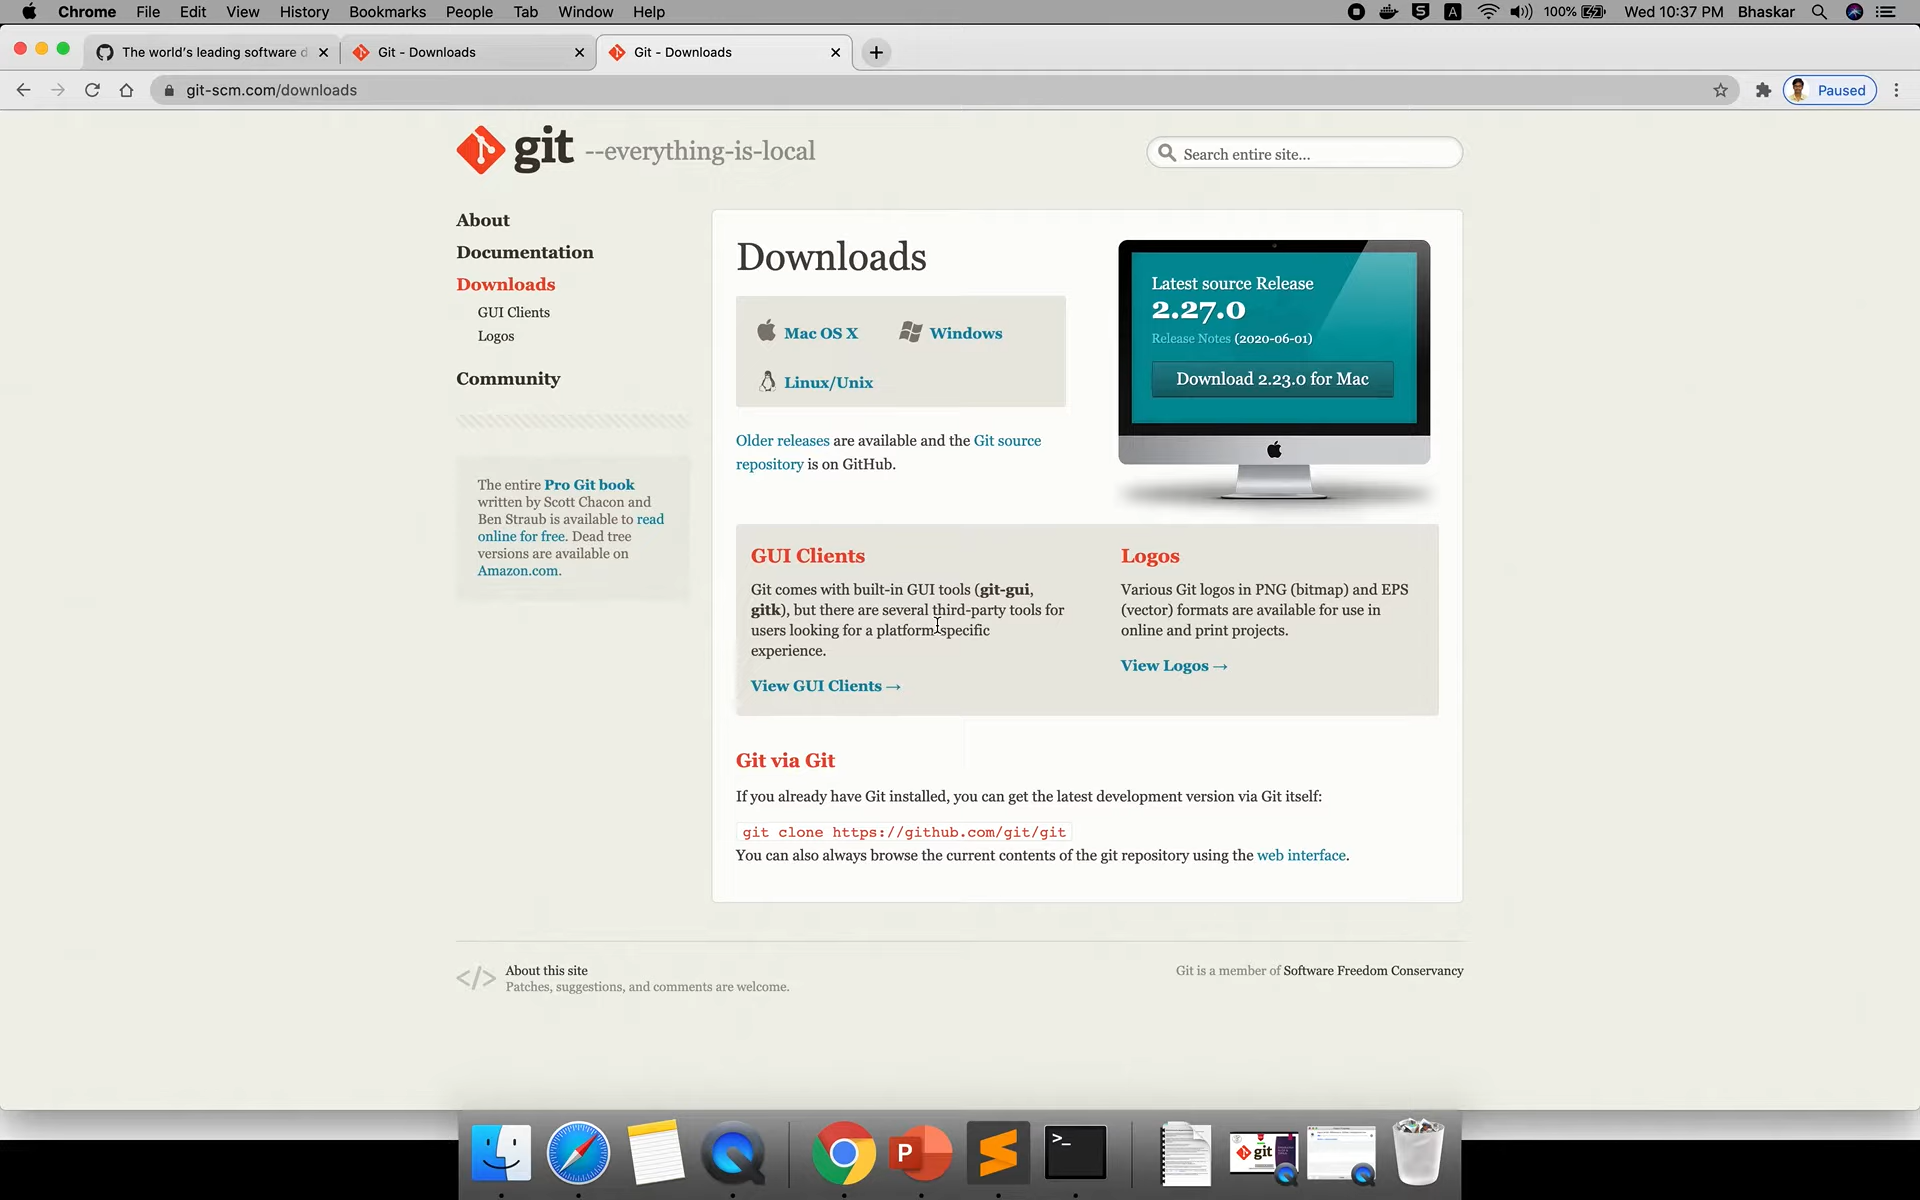 Chrome File Edit View History Bookmarks People Tab Window Help
S A 100% Wed 10:37 PM Bhaskar
The world's leading software d
Git - Downloads
Git - Downloads
git-scm.com/downloads
Paused
git --everything-is-local
Search entire site...
About
Documentation
Downloads
GUI Clients
Logos
Community
The entire Pro Git book
written by Scott Chacon and
Ben Straub is available to read
online for free. Dead tree
versions are available on
Amazon.com.
Downloads
Mac OS X Windows
Linux/Unix
Older releases are available and the Git source
repository is on GitHub.
Latest source Release
2.27.0
Release Notes (2020-06-01)
Download 2.23.0 for Mac
GUI Clients
Git comes with built-in GUI tools (git-gui,
gitk), but there are several third-party tools for
users looking for a platform-specific
experience.
View GUI Clients →
Logos
Various Git logos in PNG (bitmap) and EPS
(vector) formats are available for use in
online and print projects.
View Logos →
Git via Git
If you already have Git installed, you can get the latest development version via Git itself:
git clone https://github.com/git/git
You can also always browse the current contents of the git repository using the web interface.
</> About this site
Patches, suggestions, and comments are welcome.
Git is a member of Software Freedom Conservancy
P
>_
git